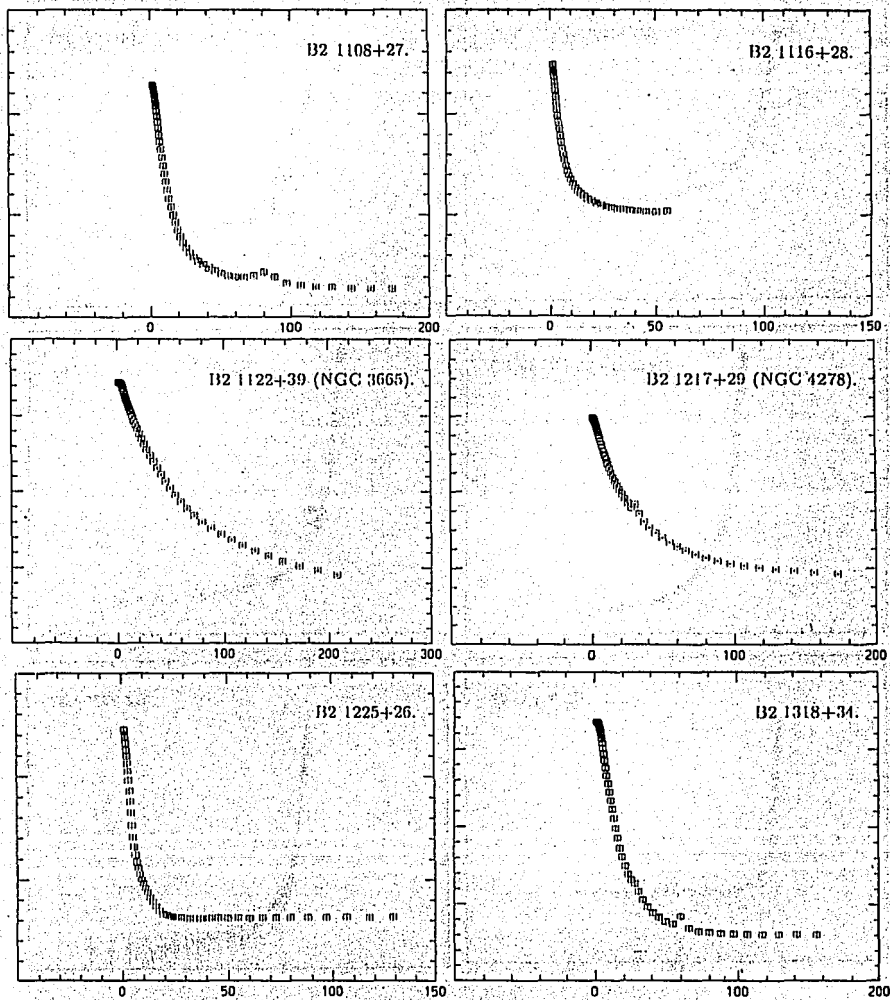 B2 1108+27.
B2 1116+28.
0 100 200
0 50 100 150
B2 1122+39 (NGC 3665).
B2 1217+29 (NGC 4278).
0 100 200 300
0 100 200
B2 1225+26.
B2 1318+34.
0 50 100 150
0 100 200